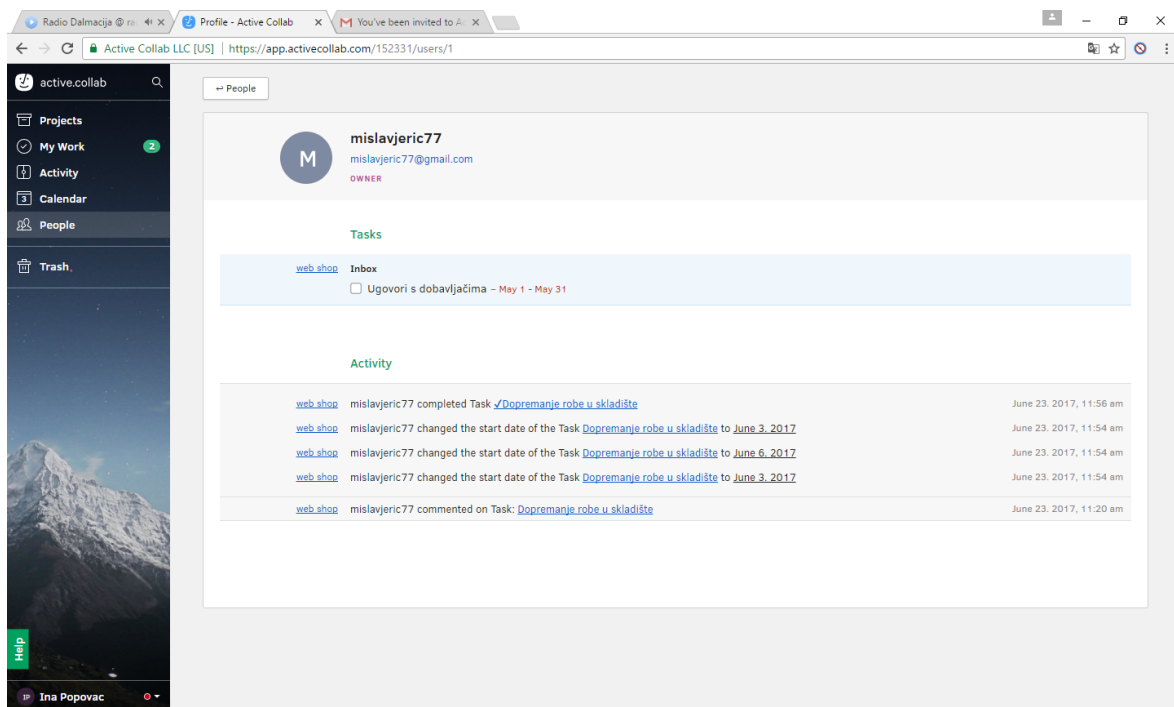 Radio Dalmacija @ ra
Profile - Active Collab
You've been invited to A
Active Collab LLC [US] | https://app.activecollab.com/152331/users/1
active.collab
Projects
My Work 2
Activity
3 Calendar
People
Trash
Help
IP Ina Popovac
↩ People
M
mislavjeric77
mislavjeric77@gmail.com
OWNER
Tasks
web shop Inbox
Ugovori s dobavljačima – May 1 - May 31
Activity
web shop mislavjeric77 completed Task ✓Dopremanje robe u skladište June 23. 2017, 11:56 am
web shop mislavjeric77 changed the start date of the Task Dopremanje robe u skladište to June 3. 2017 June 23. 2017, 11:54 am
web shop mislavjeric77 changed the start date of the Task Dopremanje robe u skladište to June 6. 2017 June 23. 2017, 11:54 am
web shop mislavjeric77 changed the start date of the Task Dopremanje robe u skladište to June 3. 2017 June 23. 2017, 11:54 am
web shop mislavjeric77 commented on Task: Dopremanje robe u skladište June 23. 2017, 11:20 am